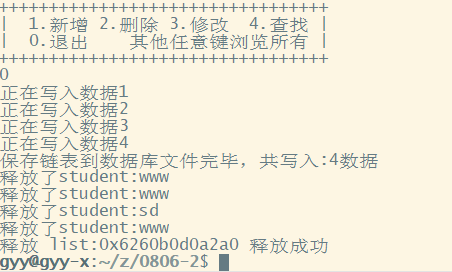 +++++++++++++++++++++++++++++++++
|  1.新增 2.删除 3.修改  4.查找 |
|  0.退出    其他任意键浏览所有 |
+++++++++++++++++++++++++++++++++
0
正在写入数据1
正在写入数据2
正在写入数据3
正在写入数据4
保存链表到数据库文件完毕，共写入:4数据
释放了student:www
释放了student:www
释放了student:sd
释放了student:www
释放 list:0x6260b0d0a2a0 释放成功
gyy@gyy-x:~/z/0806-2$